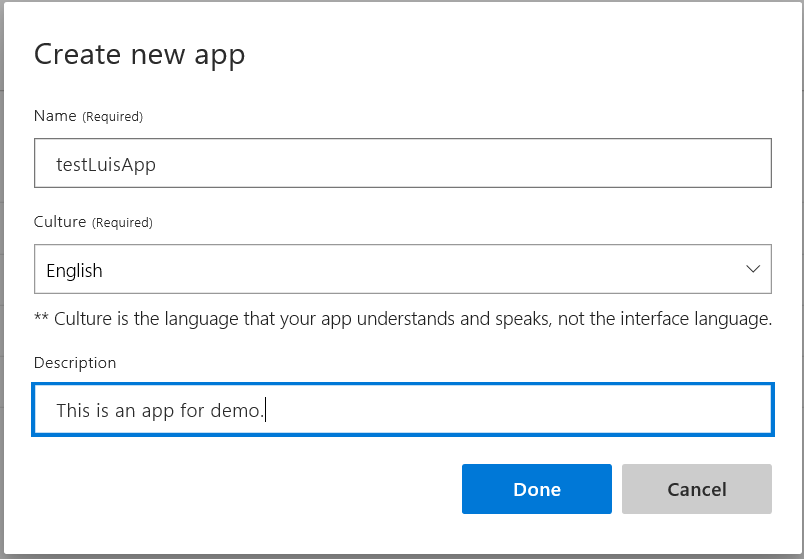 Create new app
Name (Required)
testLuisApp
Culture (Required)
English
** Culture is the language that your app understands and speaks, not the interface language.
Description
This is an app for demo.
Done
Cancel